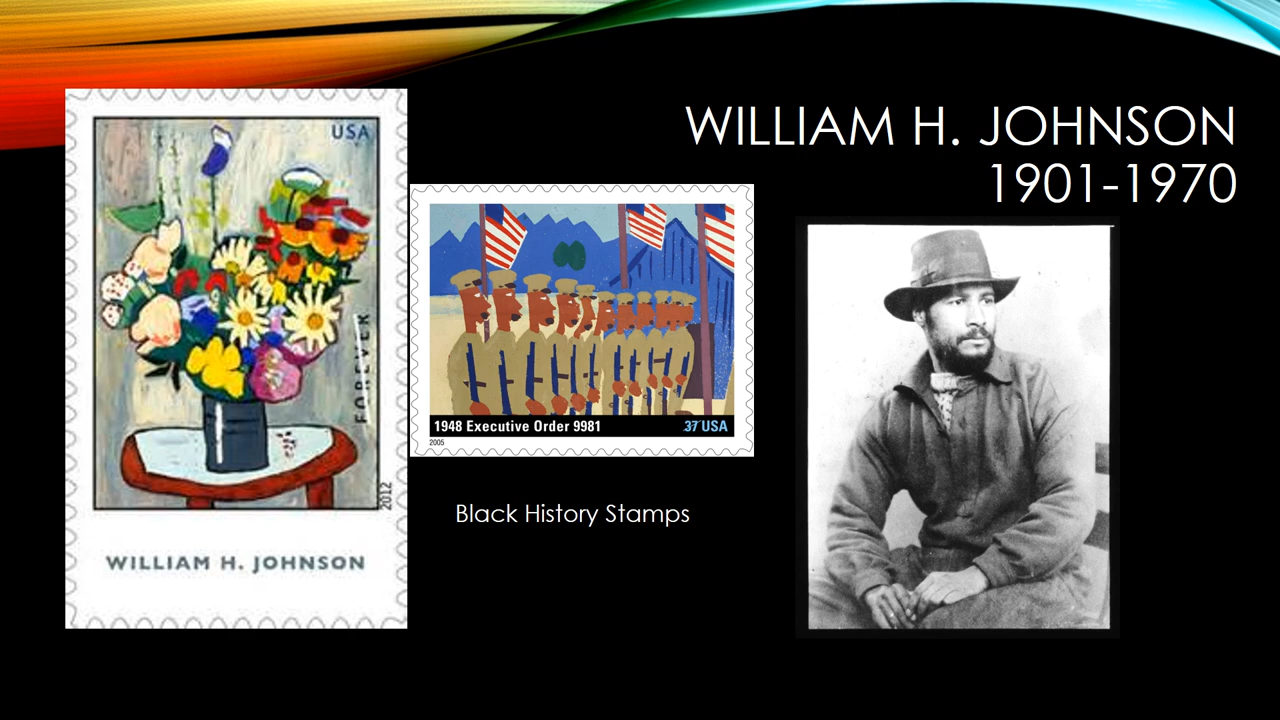 WILLIAM H. JOHNSON
1901-1970
USA
FOREVER
2012
WILLIAM H. JOHNSON
1948 Executive Order 9981
37 USA
2005
Black History Stamps